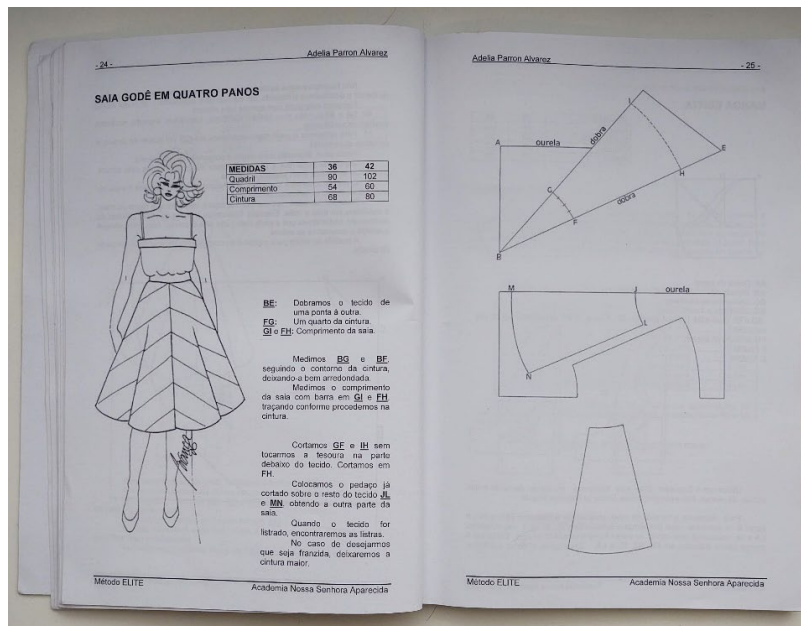 - 24 -
Adelia Parron Alvarez
SAIA GODÊ EM QUATRO PANOS
MEDIDAS 36 42
Quadril 90 102
Comprimento 54 60
Cintura 68 80
BE: Dobramos o tecido de
uma ponta à outra.
FG: Um quarto da cintura.
GI e FH: Comprimento da saia.
Medimos BG e BF,
seguindo o contorno da cintura,
deixando-a bem arredondada.
Medimos o comprimento
da saia com barra em GI e FH,
traçando conforme procedemos na
cintura.
Cortamos GF e IH sem
tocarmos a tesoura na parte
debaixo do tecido. Cortamos em
FH.
Colocamos o pedaço já
cortado sobre o resto do tecido JL
e MN, obtendo a outra parte da
saia.
Quando o tecido for
listrado, encontraremos as listras.
No caso de desejarmos
que seja franzida, deixaremos a
cintura maior.
Método ELITE
Academia Nossa Senhora Aparecida
Adelia Parron Alvarez
- 25 -
I
A
ourela
dobra
E
H
G
dobra
F
B
M
J
ourela
L
N
Método ELITE
Academia Nossa Senhora Aparecida